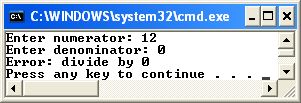 C:\WINDOWS\system32\cmd.exe
Enter numerator: 12
Enter denominator: 0
Error: divide by 0
Press any key to continue . . . _